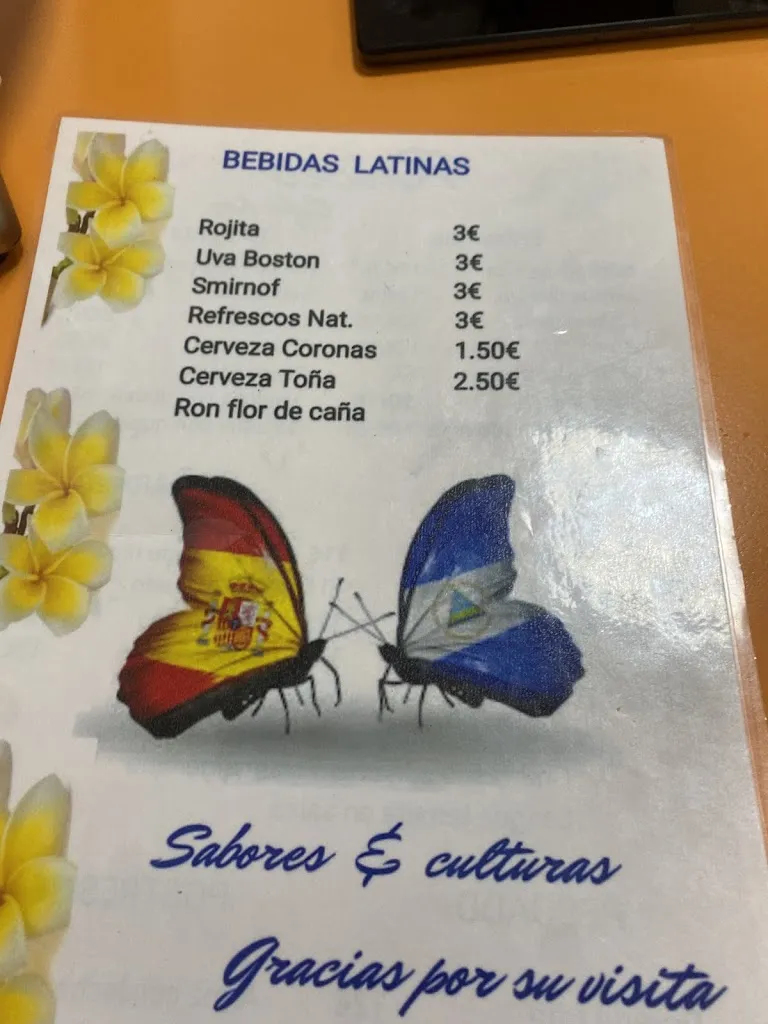 BEBIDAS LATINAS
Rojita 3€
Uva Boston 3€
Smirnof 3€
Refrescos Nat. 3€
Cerveza Coronas 1.50€
Cerveza Toña 2.50€
Ron flor de caña
Sabores & culturas
Gracias por su visita